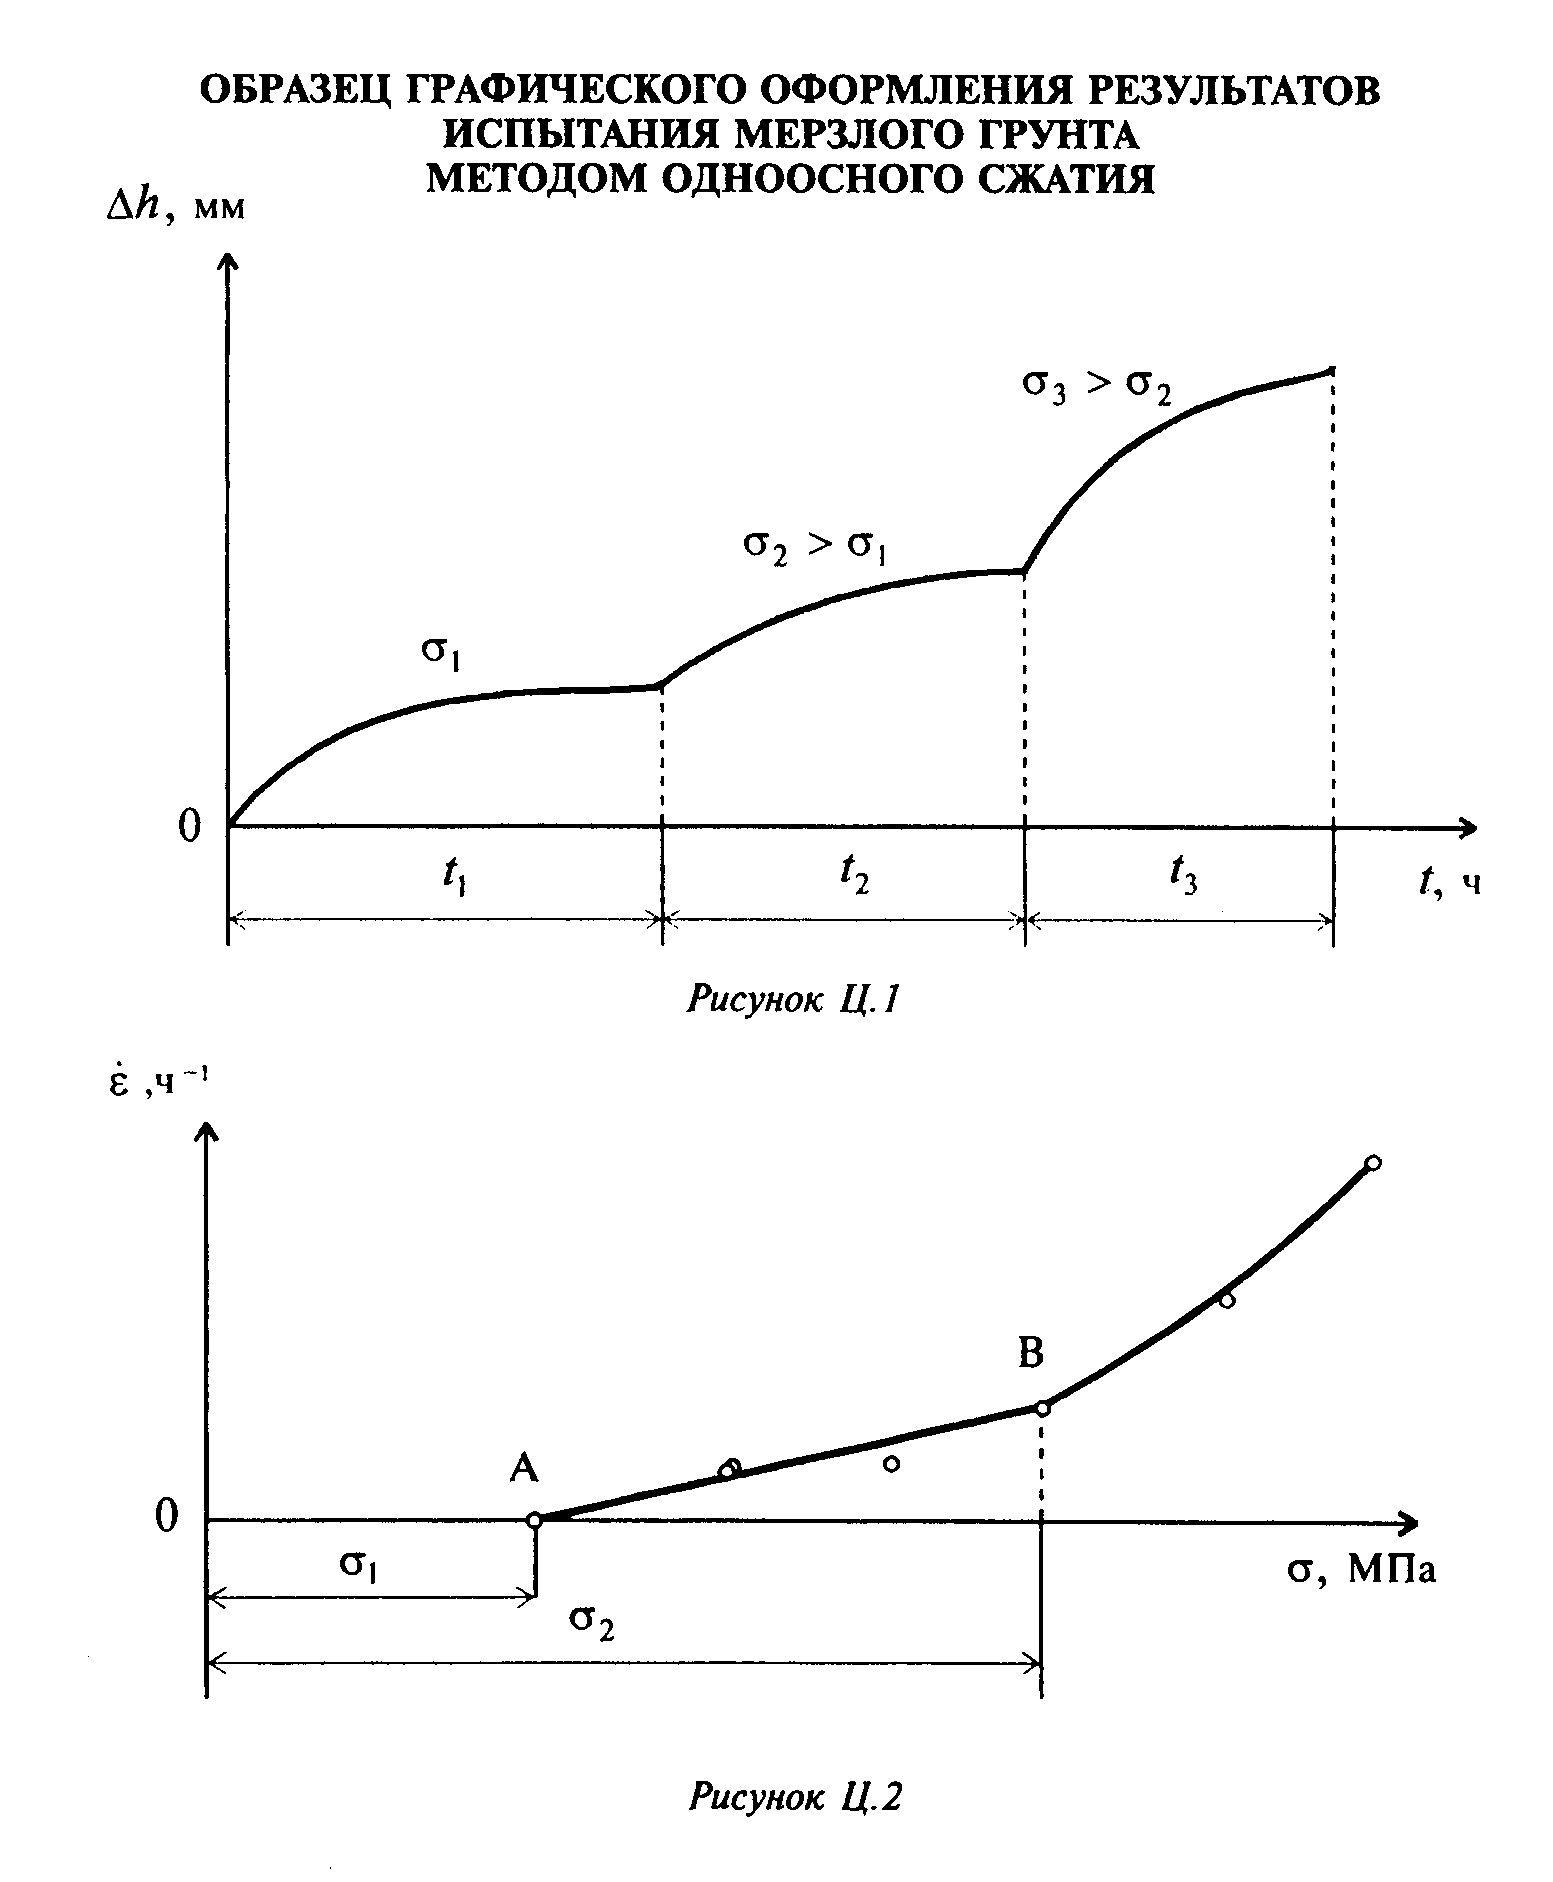 ОБРАЗЕЦ ГРАФИЧЕСКОГО ОФОРМЛЕНИЯ РЕЗУЛЬТАТОВ
ИСПЫТАНИЯ МЕРЗЛОГО ГРУНТА
МЕТОДОМ ОДНООСНОГО СЖАТИЯ
Δh, мм
σ₃ > σ₂
σ₂ > σ₁
σ₁
0
t₁ t₂ t₃ t, ч
Рисунок Ц.1
ε̇ ,ч⁻¹
B
A
0
σ₁ σ, МПа
σ₂
Рисунок Ц.2